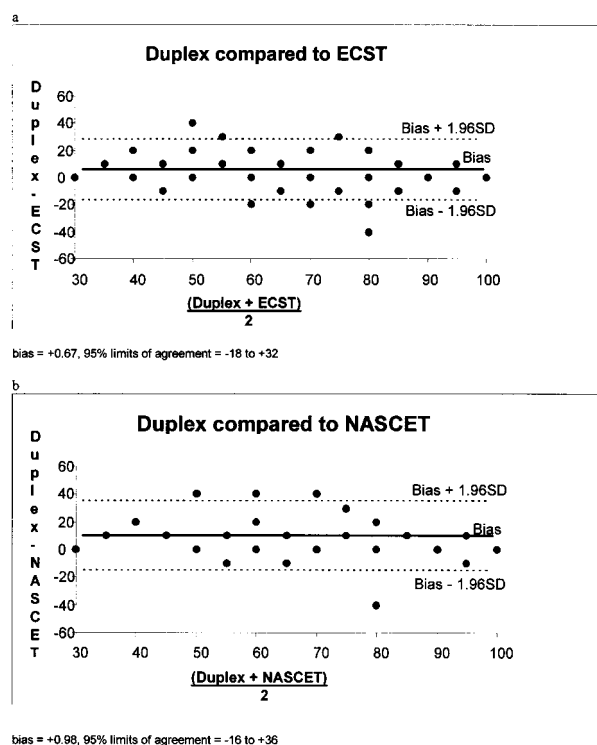 a
Duplex compared to ECST
Duplex-ECST
60
40
20
0
-20
-40
-60
Bias + 1.96SD
Bias
Bias - 1.96SD
30 40 50 60 70 80 90 100
(Duplex + ECST)
2
bias = +0.67, 95% limits of agreement = -18 to +32
b
Duplex compared to NASCET
Duplex-NASCET
60
40
20
0
-20
-40
-60
Bias + 1.96SD
Bias
Bias - 1.96SD
30 40 50 60 70 80 90 100
(Duplex + NASCET)
2
bias = +0.98, 95% limits of agreement = -16 to +36